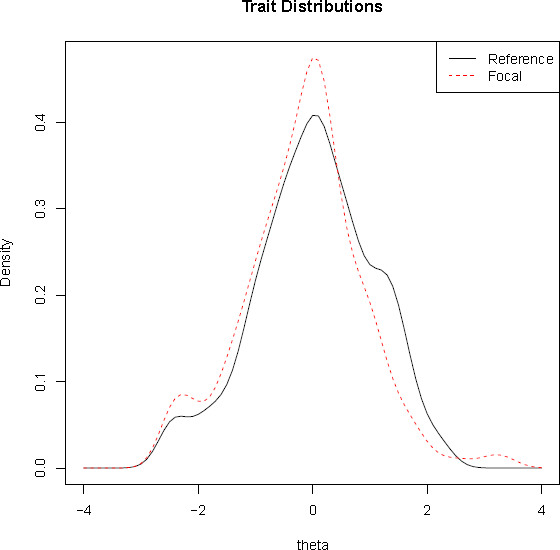 Trait Distributions
Reference
Focal
Density
0.0
0.1
0.2
0.3
0.4
−4
−2
0
2
4
theta